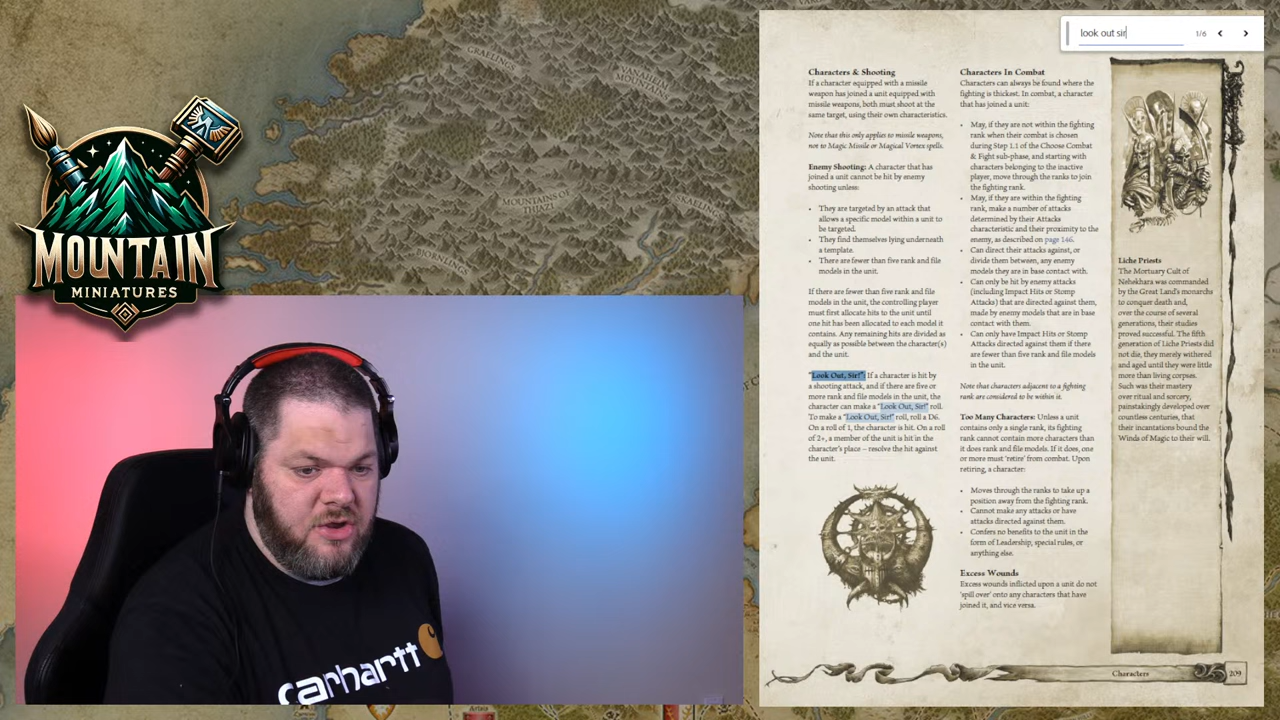 look out sir
1/6
GRAELINGS
MOUNTAINS
MOUNTAIN
MINIATURES
carhartt
Characters & Shooting
If a character equipped with a missile
weapon has joined a unit equipped with
missile weapons, both must shoot at the
same target, using their own characteristics.
Note that this only applies to missile weapons,
not to Magic Missile or Magical Vortex spells.
Enemy Shooting: A character that has
joined a unit cannot be hit by enemy
shooting unless:
• They are targeted by an attack that
allows a specific model within a unit to
be targeted.
• They find themselves lying underneath
a template.
• There are fewer than five rank and file
models in the unit.
If there are fewer than five rank and file
models in the unit, the controlling player
must first allocate hits to the unit until
one hit has been allocated to each model it
contains. Any remaining hits are divided as
equally as possible between the character(s)
and the unit.
"Look Out, Sir!": If a character is hit by
a shooting attack, and if there are five or
more rank and file models in the unit, the
character can make a "Look Out, Sir!" roll.
To make a "Look Out, Sir!" roll, roll a D6.
On a roll of 1, the character is hit. On a roll
of 2+, a member of the unit is hit in the
character's place – resolve the hit against
the unit.
Characters In Combat
Characters can always be found where the
fighting is thickest. In combat, a character
that has joined a unit:
• May, if they are not within the fighting
rank when their combat is chosen
during Step 1.1 of the Choose Combat
& Fight sub-phase, and starting with
characters belonging to the inactive
player, move through the ranks to join
the fighting rank.
• May, if they are within the fighting
rank, make a number of attacks
determined by their Attacks
characteristic and their proximity to the
enemy, as described on page 146.
• Can direct their attacks against, or
divide them between, any enemy
models they are in base contact with.
• Can only be hit by enemy attacks
(including Impact Hits or Stomp
Attacks) that are directed against them,
made by enemy models that are in base
contact with them.
• Can only have Impact Hits or Stomp
Attacks directed against them if there
are fewer than five rank and file models
in the unit.
Note that characters adjacent to a fighting
rank are considered to be within it.
Too Many Characters: Unless a unit
contains only a single rank, its fighting
rank cannot contain more characters than
it does rank and file models. If it does, one
or more must 'retire' from combat. Upon
retiring, a character:
• Moves through the ranks to take up a
position away from the fighting rank.
• Cannot make any attacks or have
attacks directed against them.
• Confers no benefits to the unit in the
form of Leadership, special rules, or
anything else.
Excess Wounds
Excess wounds inflicted upon a unit do not
'spill over' onto any characters that have
joined it, and vice versa.
Liche Priests
The Mortuary Cult of
Nehekhara was commanded
by the Great Land's monarchs
to conquer death and,
over the course of several
generations, their studies
proved successful. The fifth
generation of Liche Priests did
not die, they merely withered
and aged until they were little
more than living corpses.
Such was their mastery
over ritual and sorcery,
painstakingly developed over
countless centuries, that
their incantations bound the
Winds of Magic to their will.
Characters
209